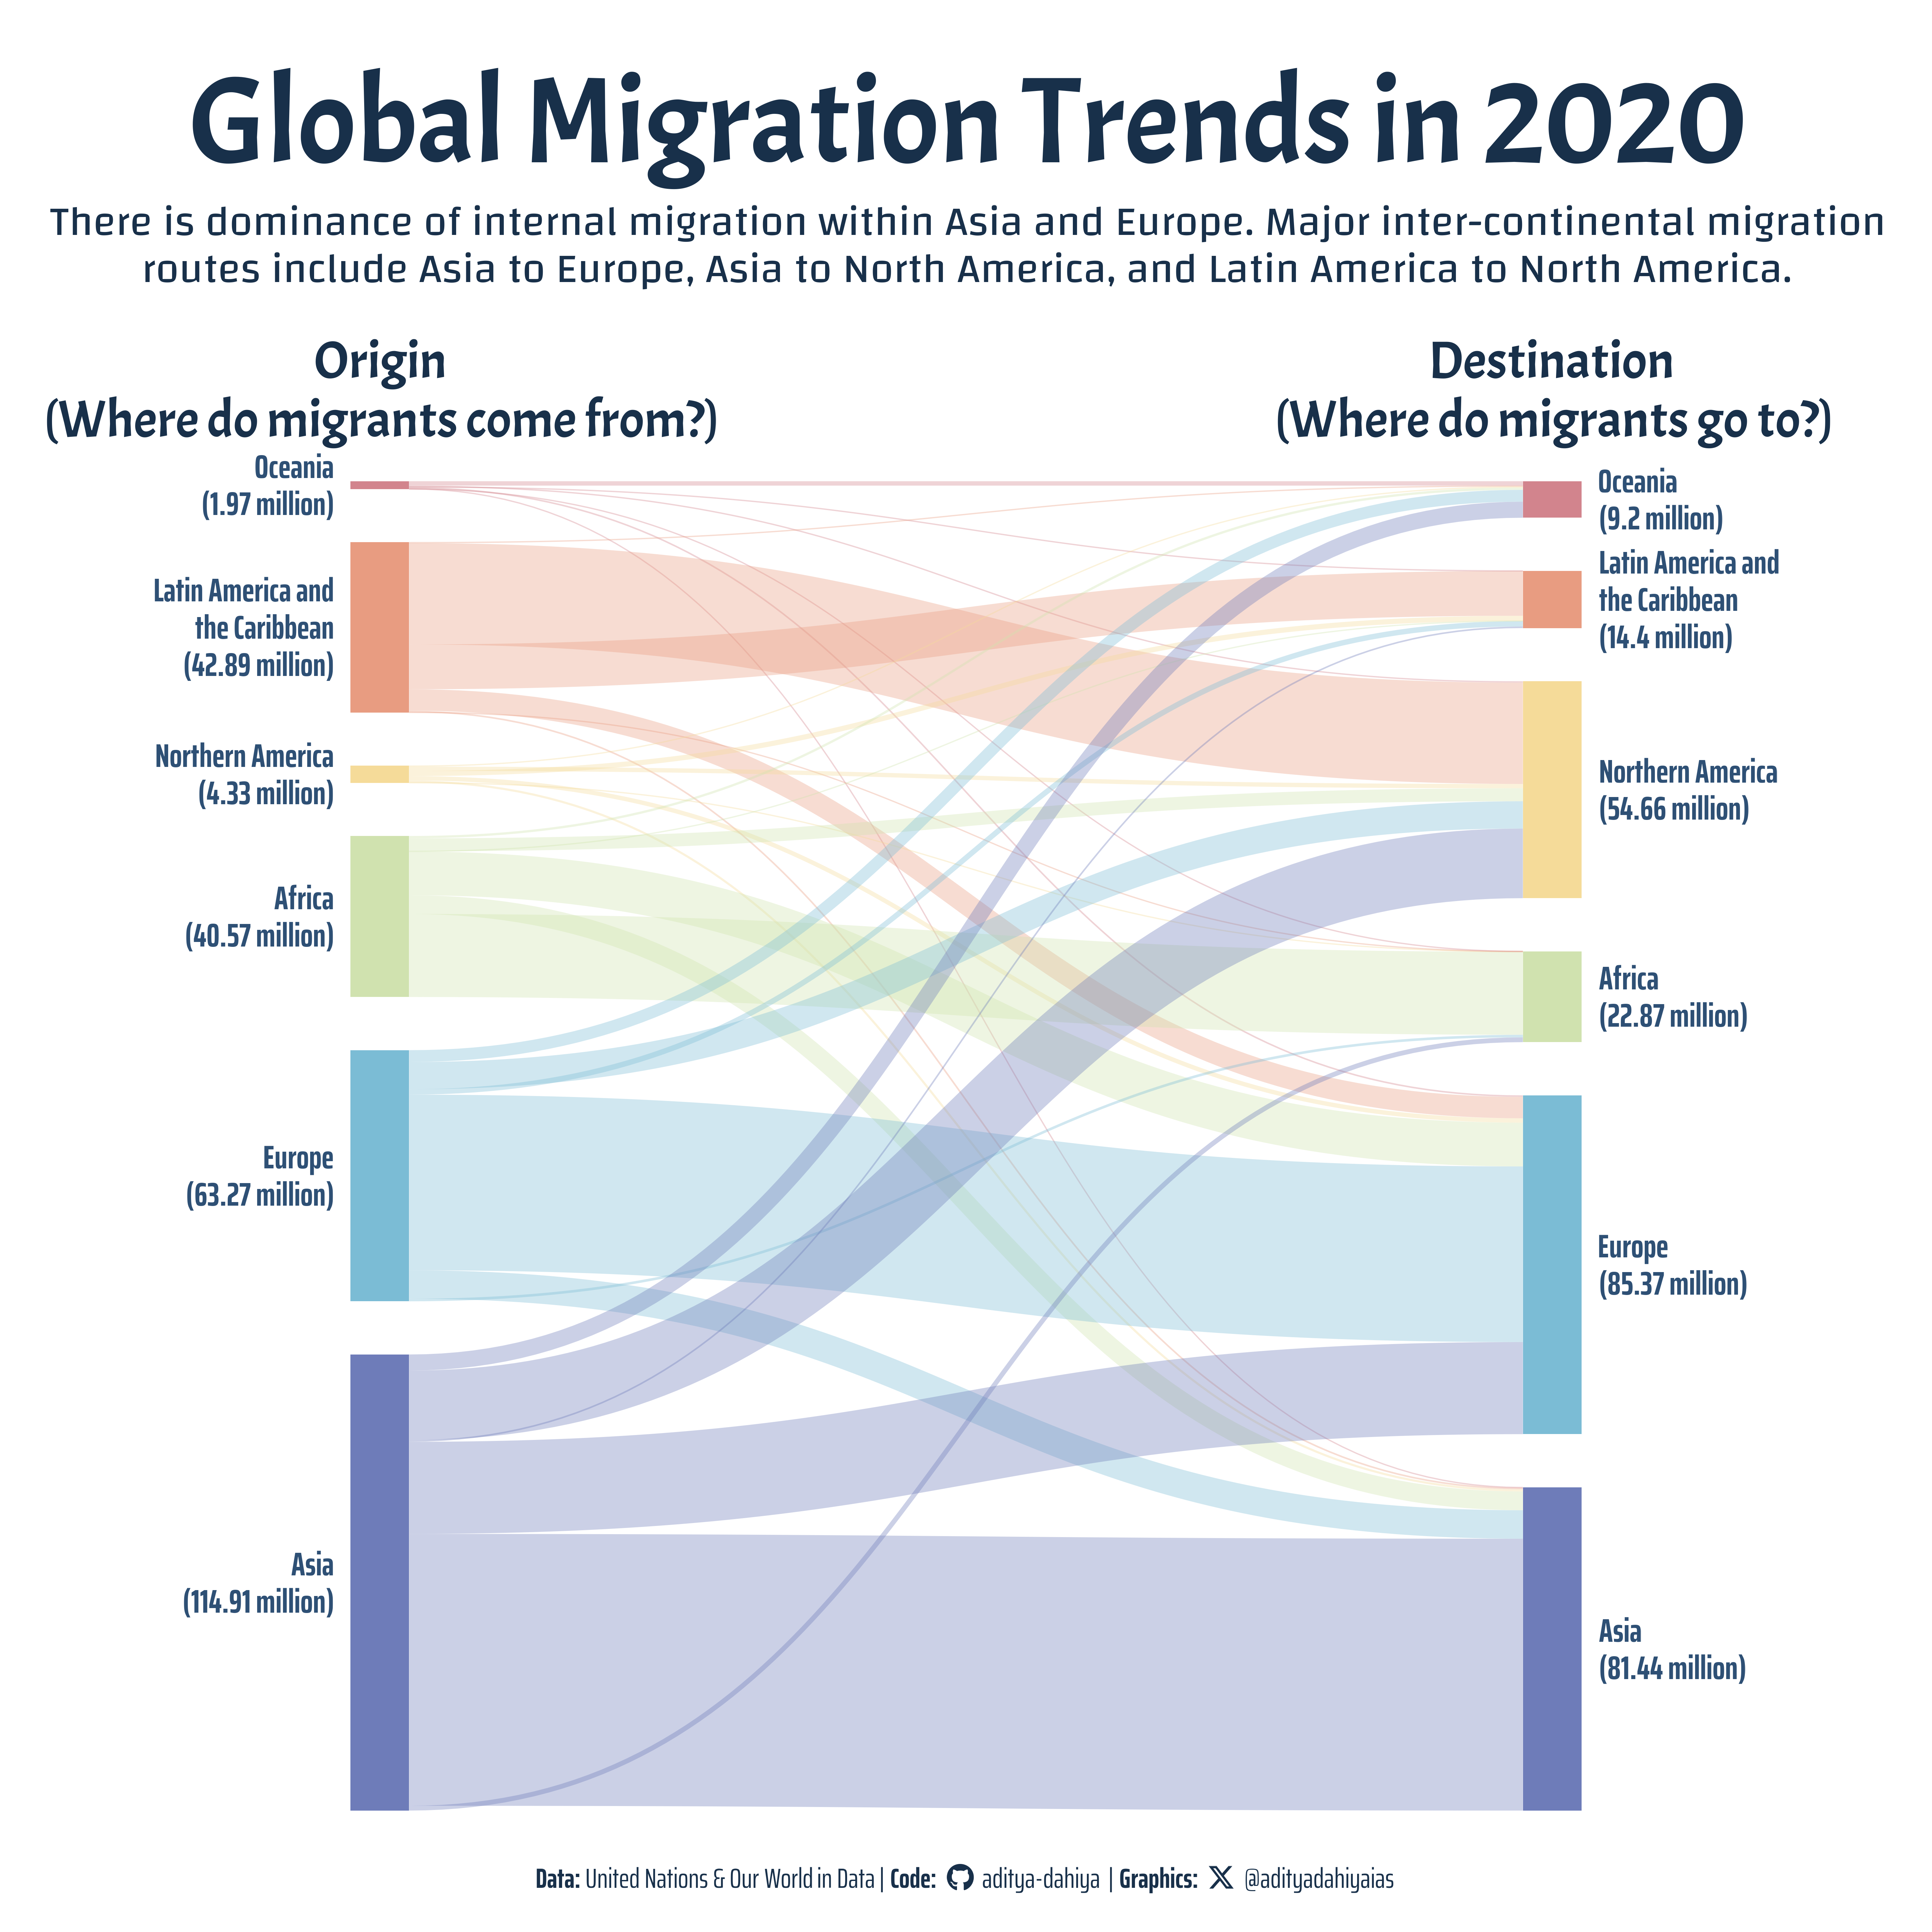 Global Migration Trends in 2020
There is dominance of internal migration within Asia and Europe. Major inter-continental migration
routes include Asia to Europe, Asia to North America, and Latin America to North America.
Origin
(Where do migrants come from?)
Oceania
(1.97 million)
Latin America and
the Caribbean
(42.89 million)
Northern America
(4.33 million)
Africa
(40.57 million)
Europe
(63.27 million)
Asia
(114.91 million)
Destination
(Where do migrants go to?)
Oceania
(9.2 million)
Latin America and
the Caribbean
(14.4 million)
Northern America
(54.66 million)
Africa
(22.87 million)
Europe
(85.37 million)
Asia
(81.44 million)
Data: United Nations & Our World in Data | Code: aditya-dahiya | Graphics: @adityadahiyaias